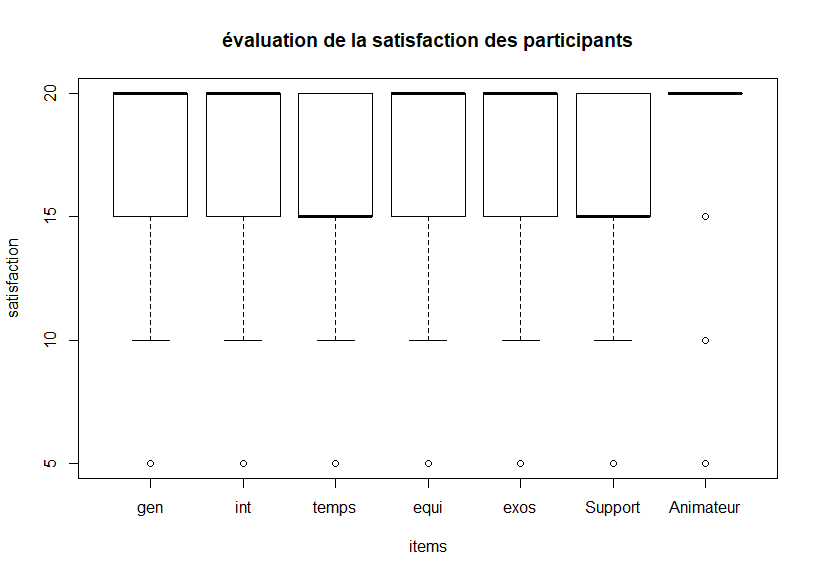 évaluation de la satisfaction des participants
20
15
10
5
satisfaction
gen int temps equi exos Support Animateur
items